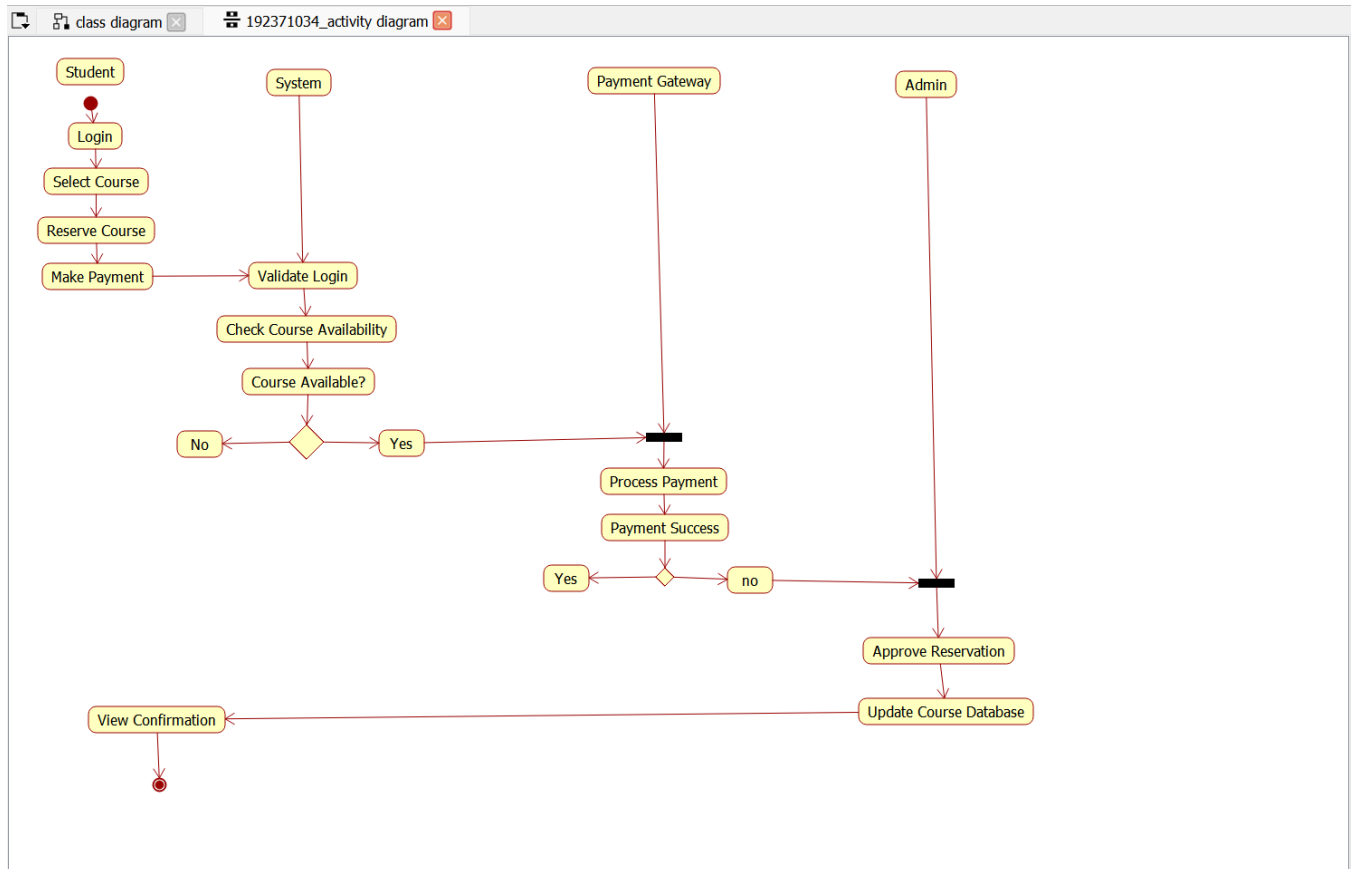 class diagram
192371034_activity diagram
Student
System
Payment Gateway
Admin
Login
Select Course
Reserve Course
Make Payment
Validate Login
Check Course Availability
Course Available?
No
Yes
Process Payment
Payment Success
Yes
no
Approve Reservation
Update Course Database
View Confirmation